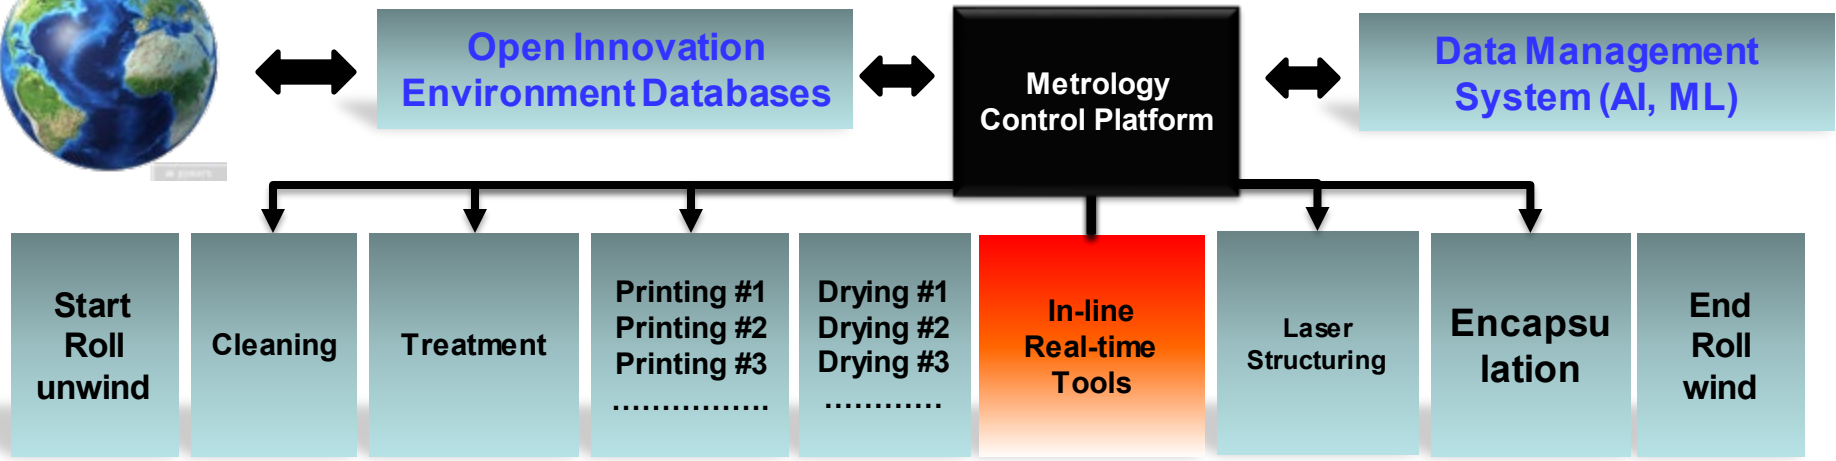 Open Innovation
Environment Databases
Metrology
Control Platform
Data Management
System (AI, ML)
Start
Roll
unwind
Cleaning
Treatment
Printing #1
Printing #2
Printing #3
................
Drying #1
Drying #2
Drying #3
............
In-line
Real-time
Tools
Laser
Structuring
Encapsu
lation
End
Roll
wind